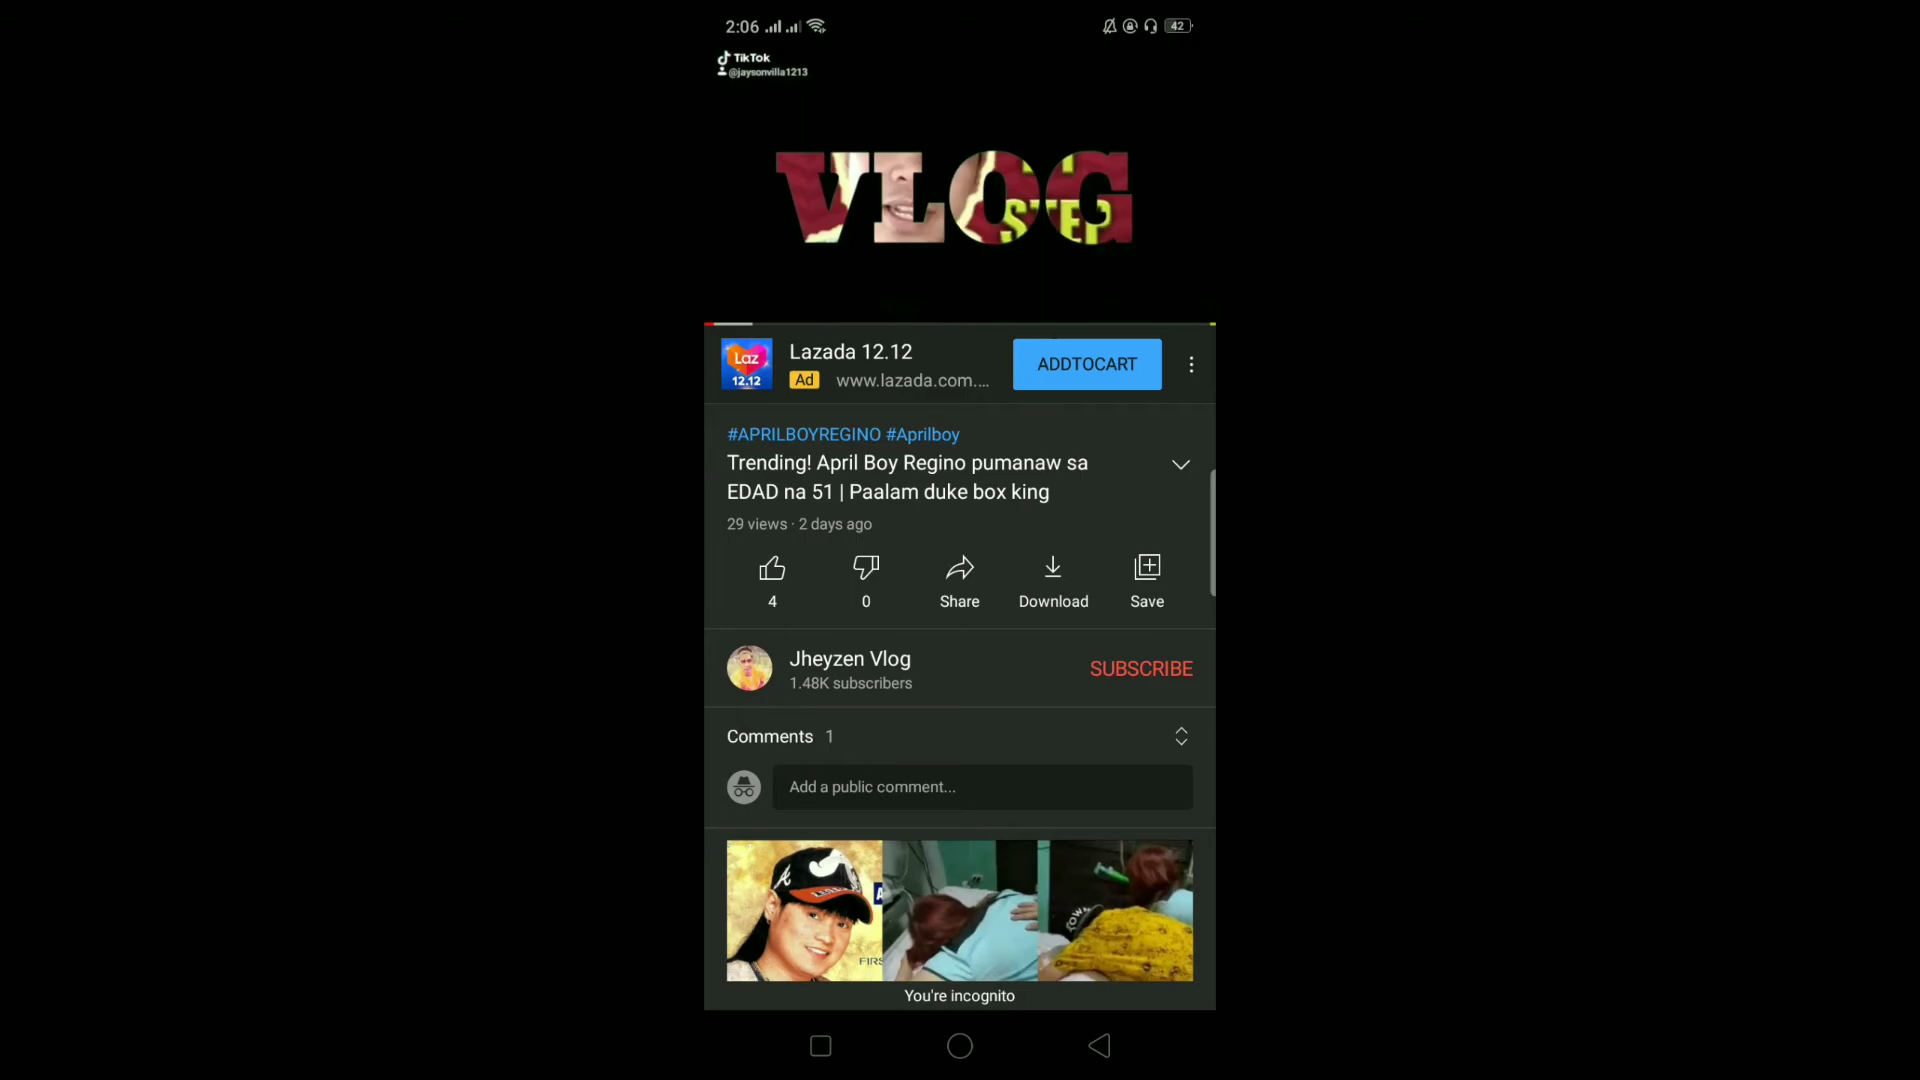 2:06
42
TikTok
@jaysonvilla1213
VLOG
STEP
Laz
12.12
Lazada 12.12
Ad www.lazada.com....
ADDTOCART
#APRILBOYREGINO #Aprilboy
Trending! April Boy Regino pumanaw sa
EDAD na 51 | Paalam duke box king
29 views · 2 days ago
4
0
Share
Download
Save
Jheyzen Vlog
1.48K subscribers
SUBSCRIBE
Comments 1
Add a public comment...
A
FIRS
You're incognito